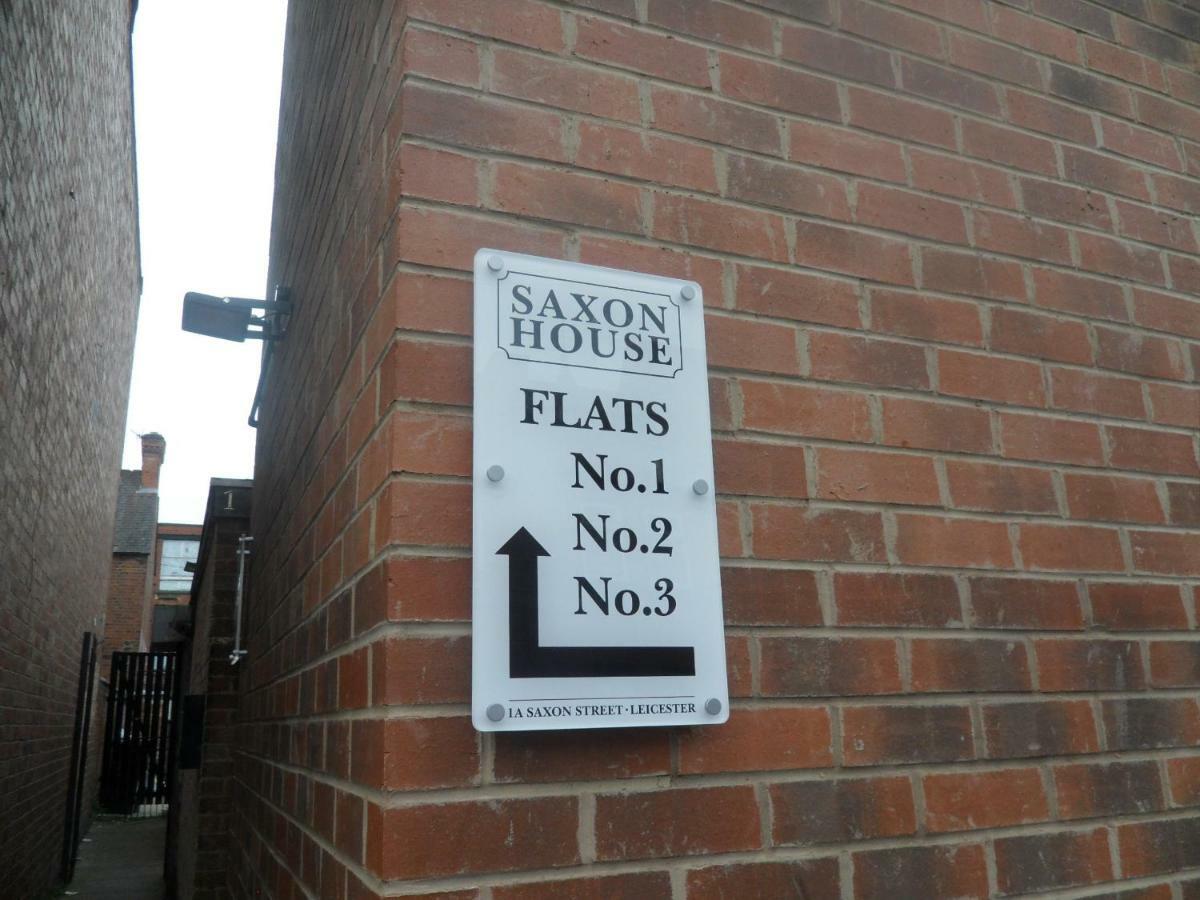 SAXON
HOUSE
FLATS
No.1
No.2
No.3
1A SAXON STREET · LEICESTER
1